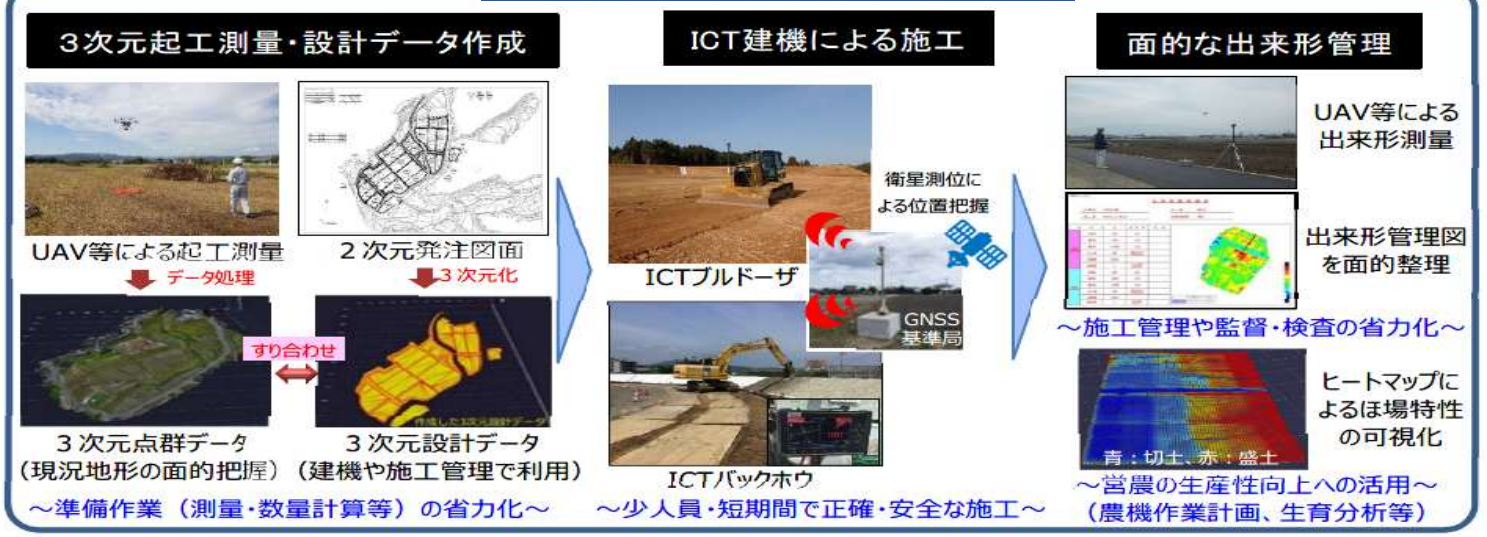 3次元起工測量・設計データ作成
UAV等による起工測量
データ処理
2次元発注図面
3次元化
すり合わせ
作成した3次元設計データ
3次元点群データ
(現況地形の面的把握)
3次元設計データ
(建機や施工管理で利用)
～準備作業（測量・数量計算等）の省力化～
ICT建機による施工
ICTブルドーザ
衛星測位に
よる位置把握
GNSS
基準局
ICTバックホウ
～少人員・短期間で正確・安全な施工～
面的な出来形管理
UAV等による
出来形測量
出来形管理図
を面的整理
～施工管理や監督・検査の省力化～
ヒートマップに
よるほ場特性
の可視化
青：切土、赤：盛土
～営農の生産性向上への活用～
(農機作業計画、生育分析等)